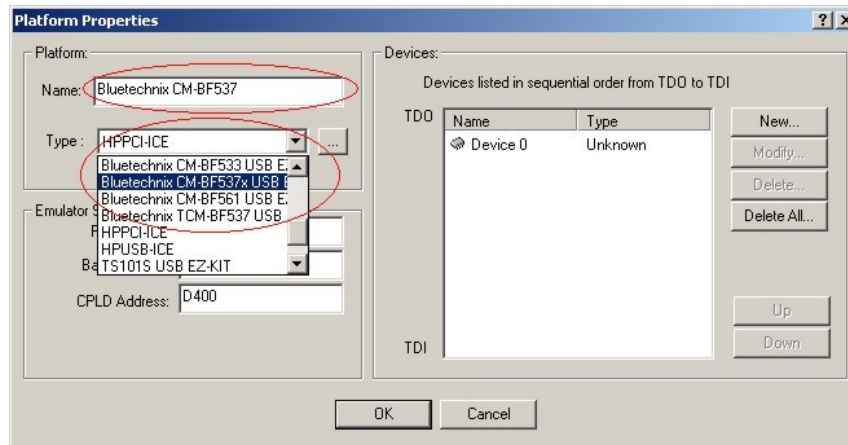 Platform Properties
Platform:
Name: Bluetechnix CM-BF537
Type : HPPCI-ICE ...
Bluetechnix CM-BF533 USB E
Bluetechnix CM-BF537x USB E
Bluetechnix CM-BF561 USB E
Bluetechnix TCM-BF537 USB
HPPCI-ICE
HPUSB-ICE
TS101S USB EZ-KIT
Emulator S
Ba
CPLD Address: D400
Devices:
Devices listed in sequential order from TDO to TDI
TDO
Name Type
Device 0 Unknown
TDI
New...
Modify...
Delete...
Delete All...
Up
Down
OK Cancel